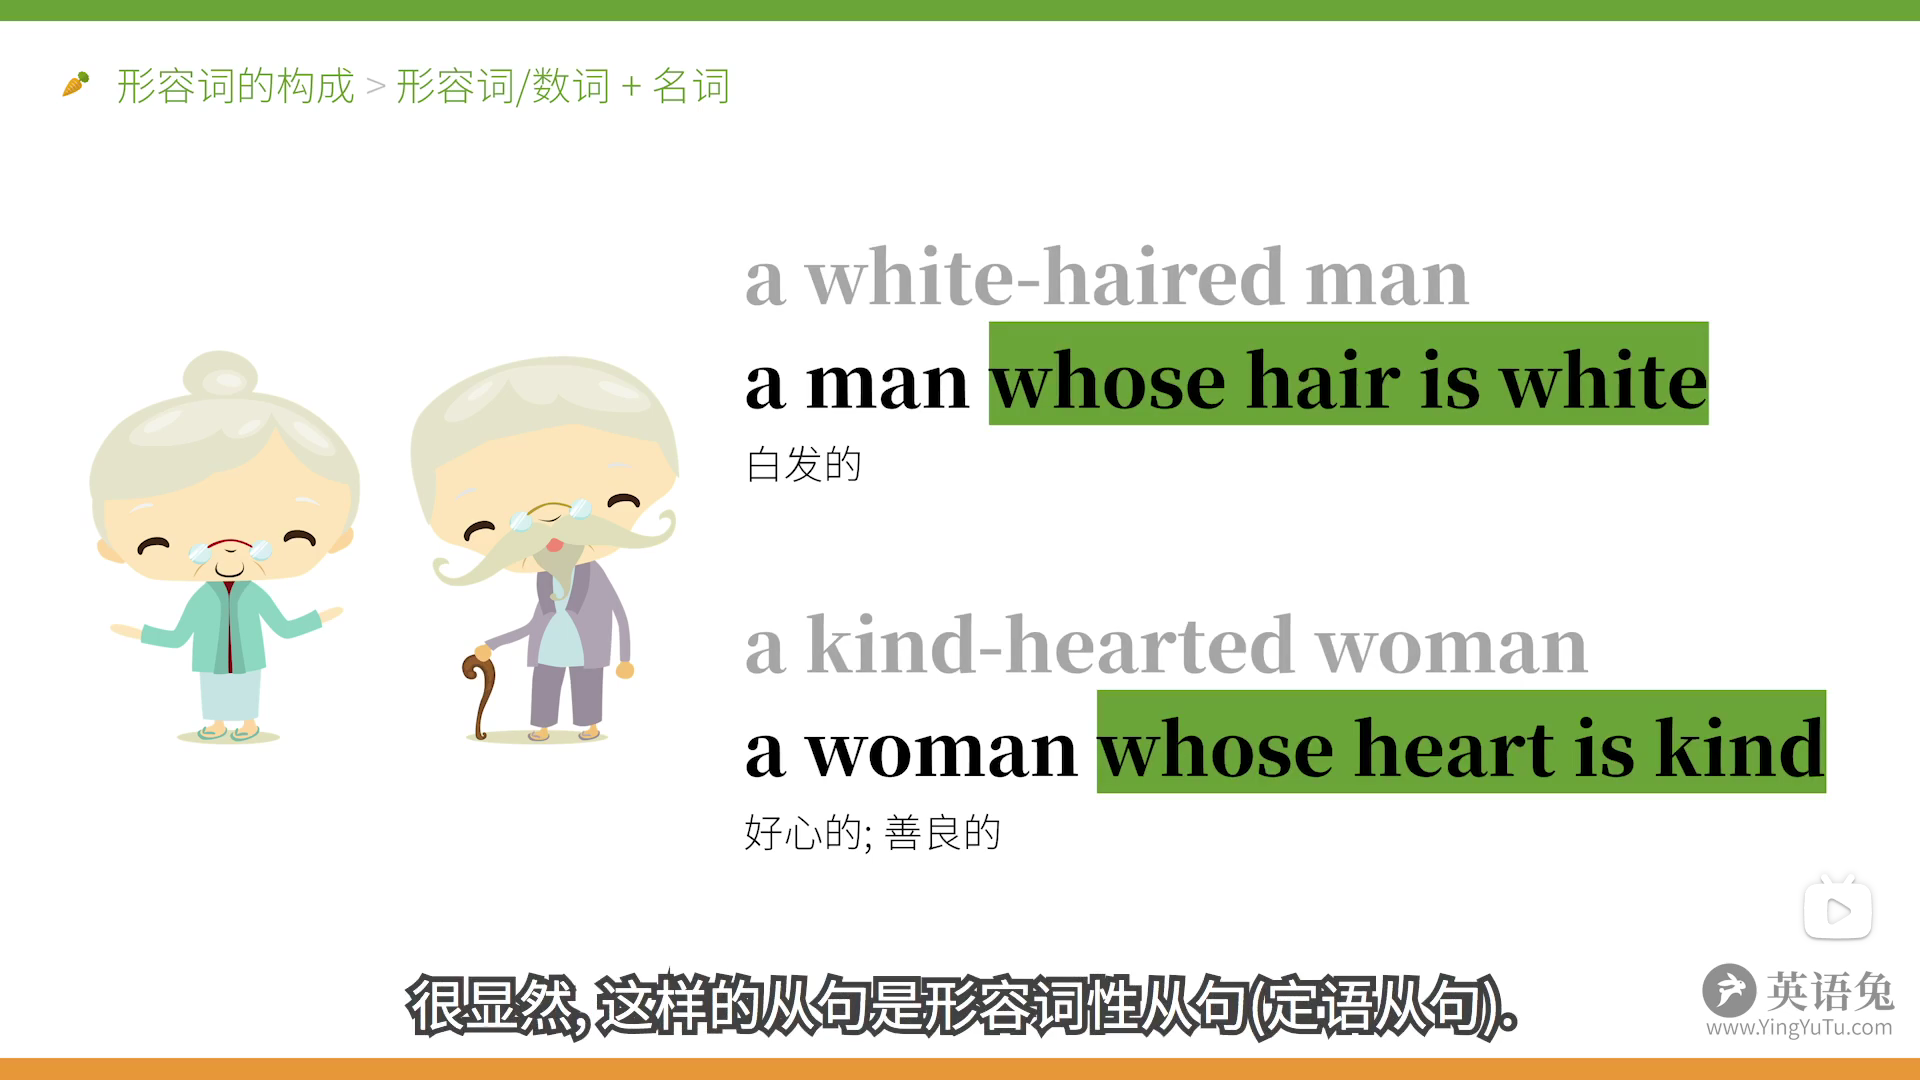 形容词的构成 > 形容词/数词 + 名词
a white-haired man
a man whose hair is white
白发的
a kind-hearted woman
a woman whose heart is kind
好心的; 善良的
很显然, 这样的从句是形容词性从句(定语从句).
英语兔
www.YingYuTu.com